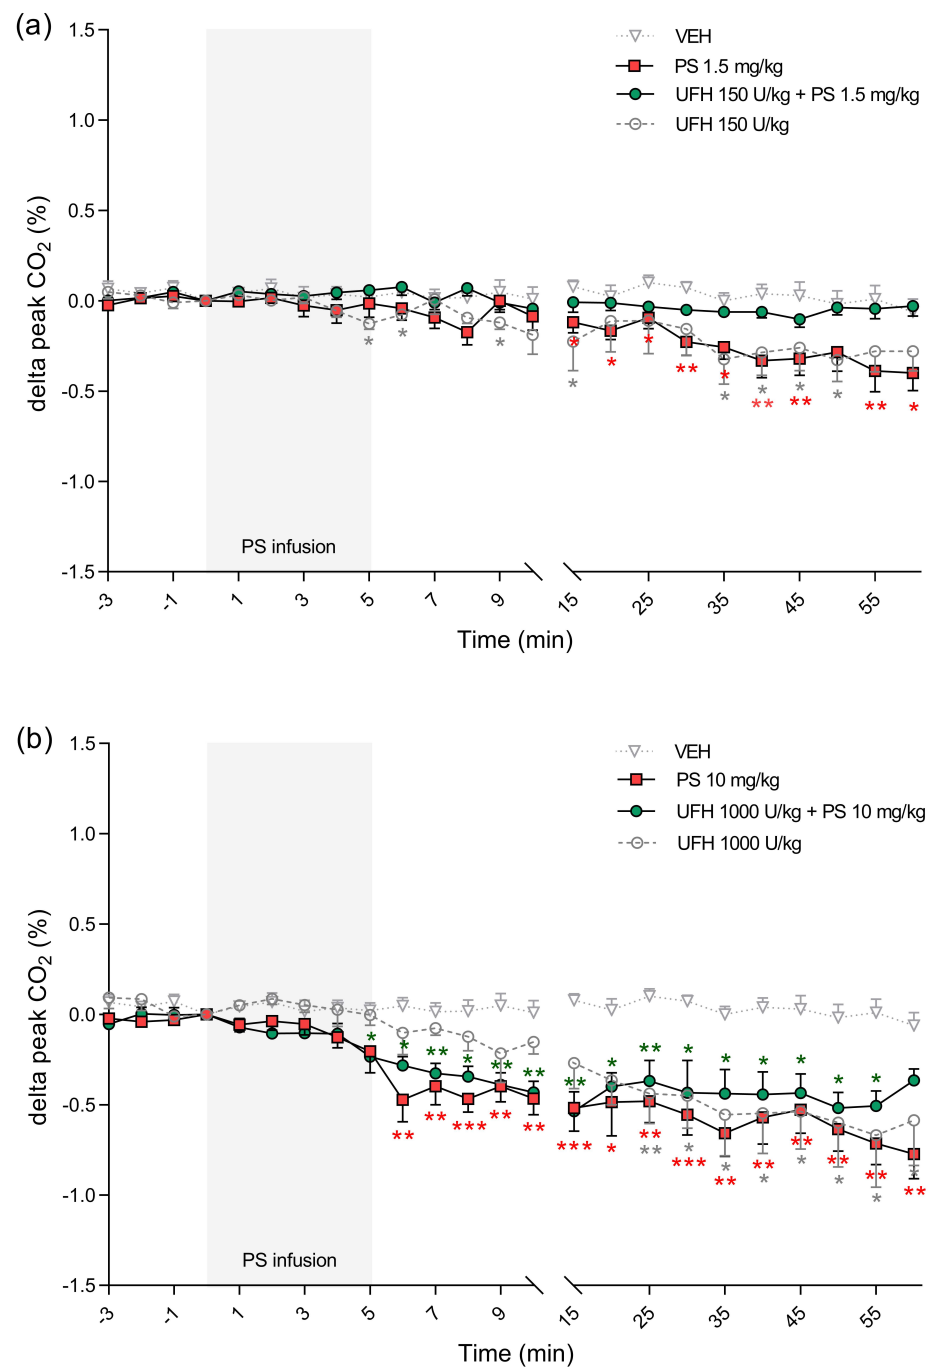 (a)
1.5
1.0
0.5
0.0
-0.5
-1.0
-1.5
delta peak CO2 (%)
VEH
PS 1.5 mg/kg
UFH 150 U/kg + PS 1.5 mg/kg
UFH 150 U/kg
* * *
* * * ** * * ** * ** * * ** *
PS infusion
-3 -1 1 3 5 7 9 15 25 35 45 55
Time (min)
(b)
1.5
1.0
0.5
0.0
-0.5
-1.0
-1.5
delta peak CO2 (%)
VEH
PS 10 mg/kg
UFH 1000 U/kg + PS 10 mg/kg
UFH 1000 U/kg
* * ** * ** ** ** * ** * * * * * *
** ** *** ** ** *** * ** ** * *** * ** ** * ** * ** * ** * * **
PS infusion
-3 -1 1 3 5 7 9 15 25 35 45 55
Time (min)